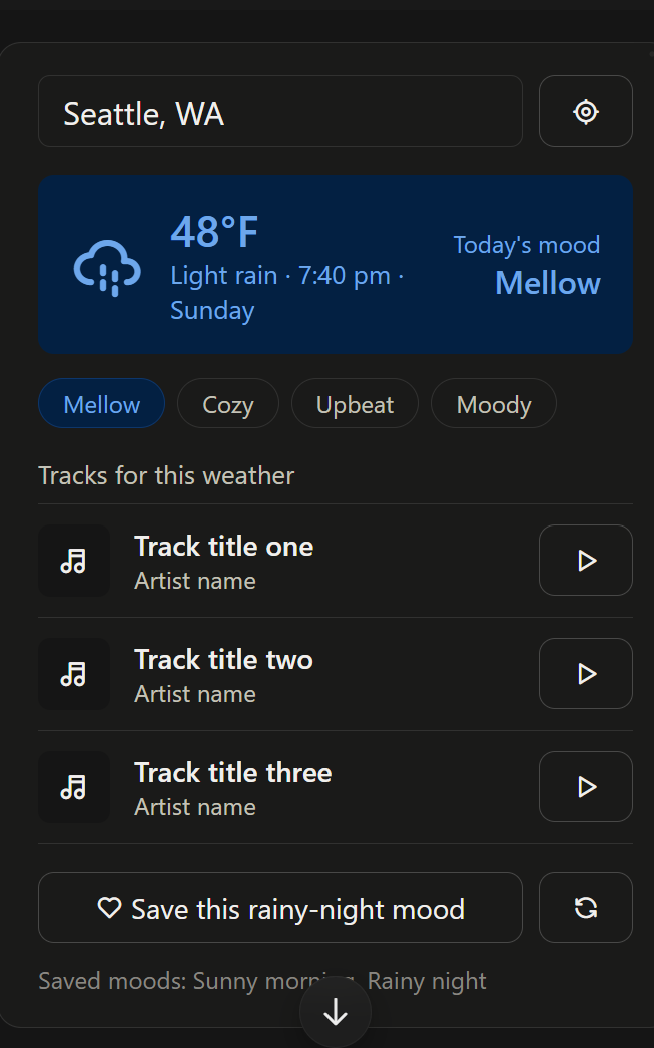 Seattle, WA
48°F
Light rain · 7:40 pm ·
Sunday
Today's mood
Mellow
Mellow
Cozy
Upbeat
Moody
Tracks for this weather
Track title one
Artist name
Track title two
Artist name
Track title three
Artist name
Save this rainy-night mood
Saved moods: Sunny Rainy night